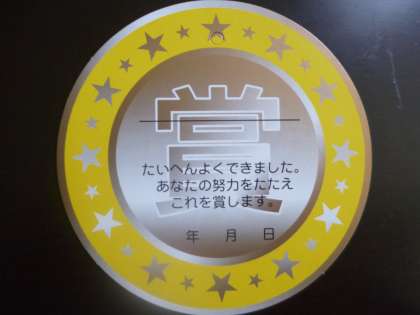 賞
たいへんよくできました。
あなたの努力をたたえ
これを賞します。
年 月 日